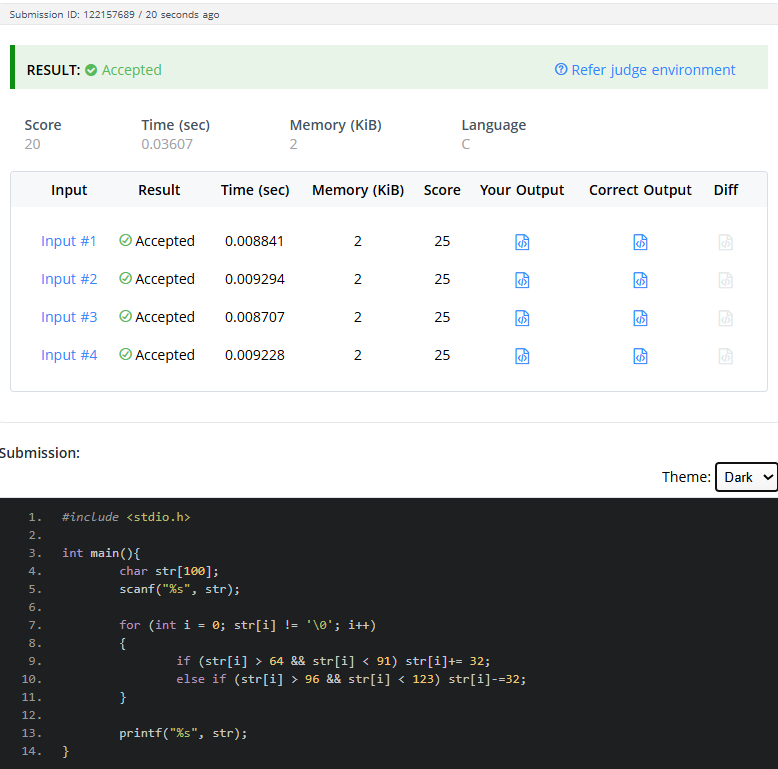 Submission ID: 122157689 / 20 seconds ago
RESULT: Accepted Refer judge environment
Score Time (sec) Memory (KiB) Language
20 0.03607 2 C
Input Result Time (sec) Memory (KiB) Score Your Output Correct Output Diff
Input #1 Accepted 0.008841 2 25
Input #2 Accepted 0.009294 2 25
Input #3 Accepted 0.008707 2 25
Input #4 Accepted 0.009228 2 25
Submission:
Theme: Dark
1. #include <stdio.h>
2.
3. int main(){
4. char str[100];
5. scanf("%s", str);
6.
7. for (int i = 0; str[i] != '\0'; i++)
8. {
9. if (str[i] > 64 && str[i] < 91) str[i]+= 32;
10. else if (str[i] > 96 && str[i] < 123) str[i]-=32;
11. }
12.
13. printf("%s", str);
14. }